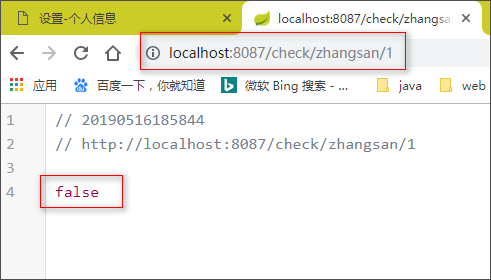 设置-个人信息
localhost:8087/check/zhangsan
localhost:8087/check/zhangsan/1
应用 百度一下，你就知道 微软 Bing 搜索 - ... java web
1 // 20190516185844
2 // http://localhost:8087/check/zhangsan/1
3
4 false